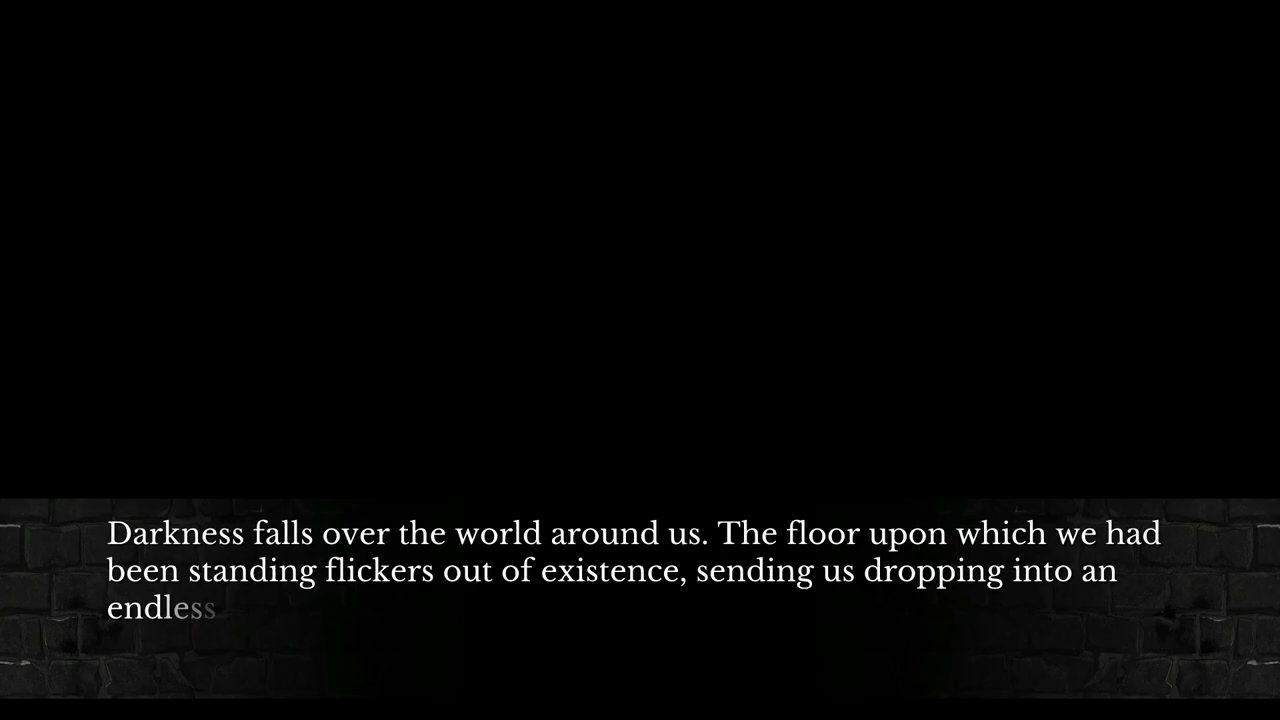 Darkness falls over the world around us. The floor upon which we had
been standing flickers out of existence, sending us dropping into an
endless